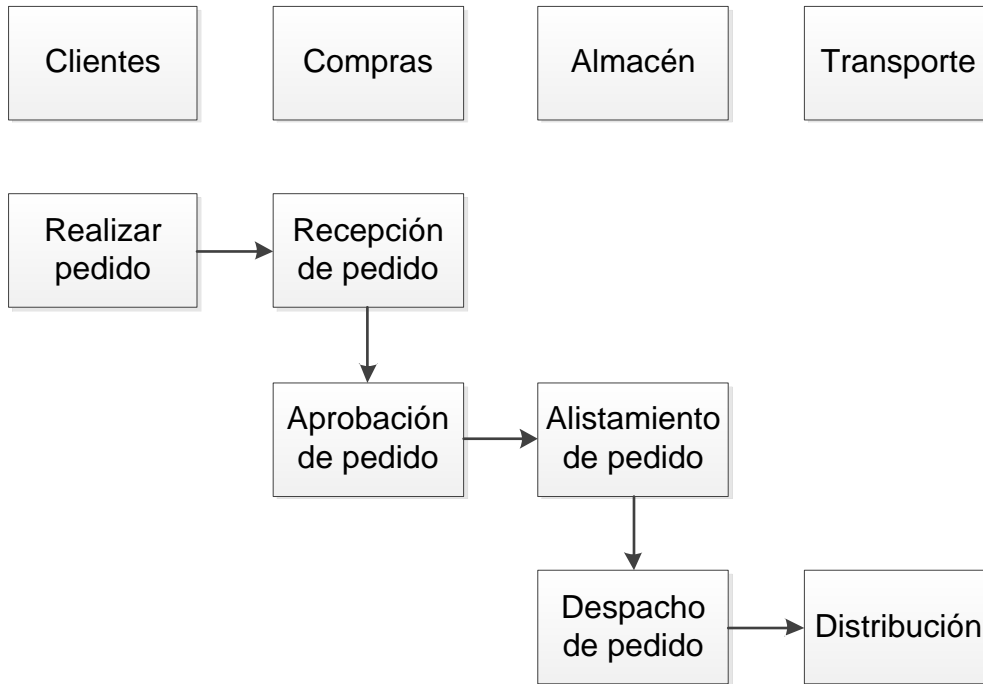 Clientes
Compras
Almacén
Transporte
Realizar
pedido
Recepción
de pedido
Aprobación
de pedido
Alistamiento
de pedido
Despacho
de pedido
Distribución